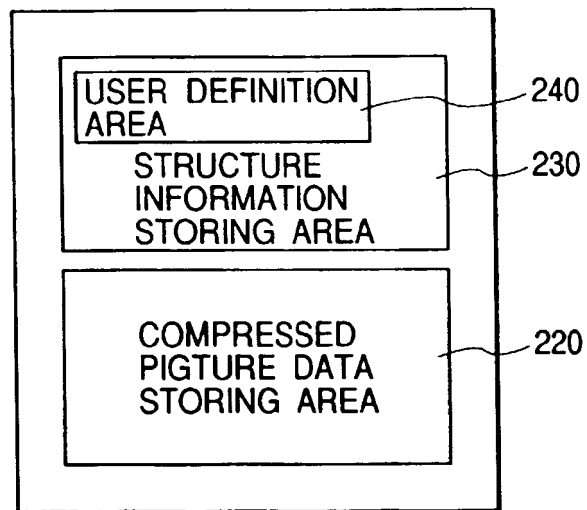 USER DEFINITION
AREA
240
STRUCTURE
INFORMATION
STORING AREA
230
COMPRESSED
PIGTURE DATA
STORING AREA
220